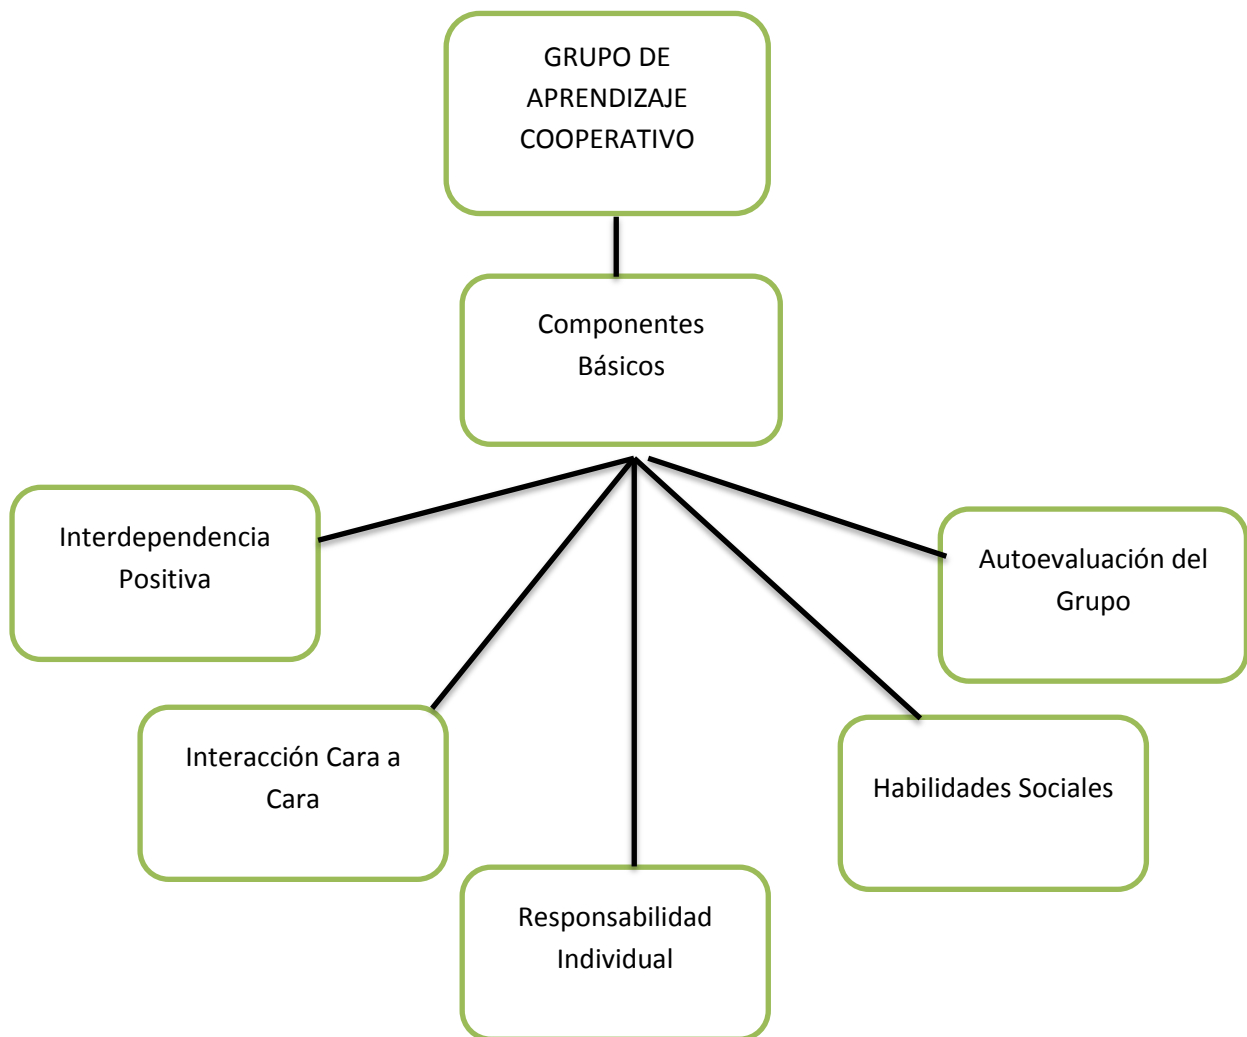 GRUPO DE
APRENDIZAJE
COOPERATIVO
Componentes
Básicos
Interdependencia
Positiva
Interacción Cara a
Cara
Responsabilidad
Individual
Habilidades Sociales
Autoevaluación del
Grupo